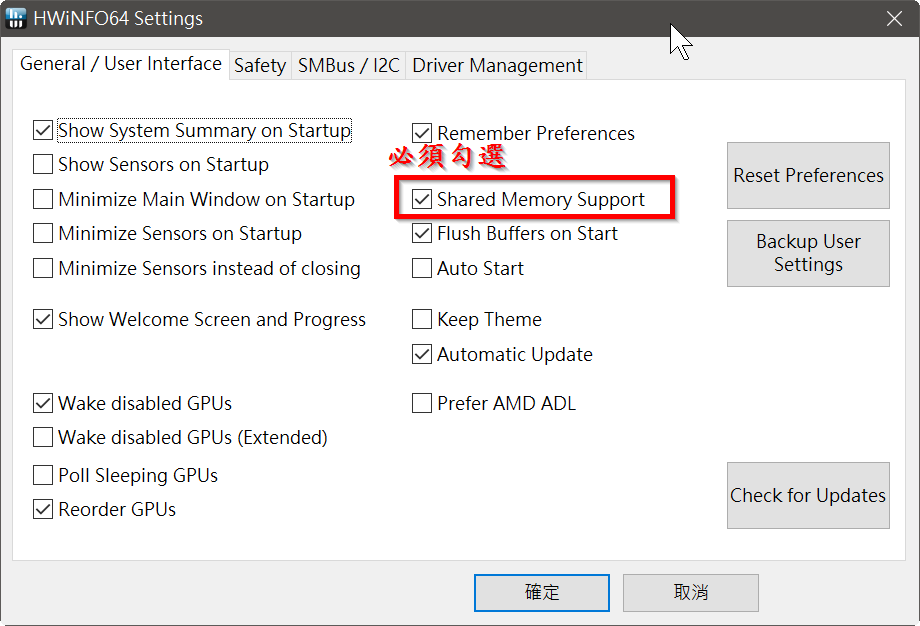 HWiNFO64 Settings
General / User Interface
Safety
SMBus / I2C
Driver Management
Show System Summary on Startup
Show Sensors on Startup
Minimize Main Window on Startup
Minimize Sensors on Startup
Minimize Sensors instead of closing
Show Welcome Screen and Progress
Wake disabled GPUs
Wake disabled GPUs (Extended)
Poll Sleeping GPUs
Reorder GPUs
Remember Preferences
必須勾選
Shared Memory Support
Flush Buffers on Start
Auto Start
Keep Theme
Automatic Update
Prefer AMD ADL
Reset Preferences
Backup User
Settings
Check for Updates
確定
取消